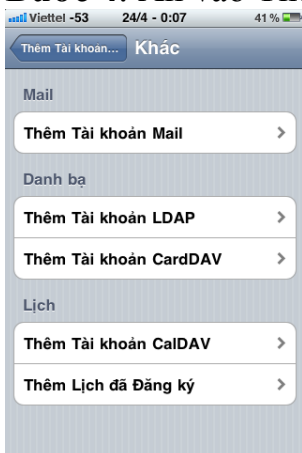 Viettel -53 24/4 - 0:07 41 %
Thêm Tài khoản... Khác
Mail
Thêm Tài khoản Mail
Danh bạ
Thêm Tài khoản LDAP
Thêm Tài khoản CardDAV
Lịch
Thêm Tài khoản CalDAV
Thêm Lịch đã Đăng ký